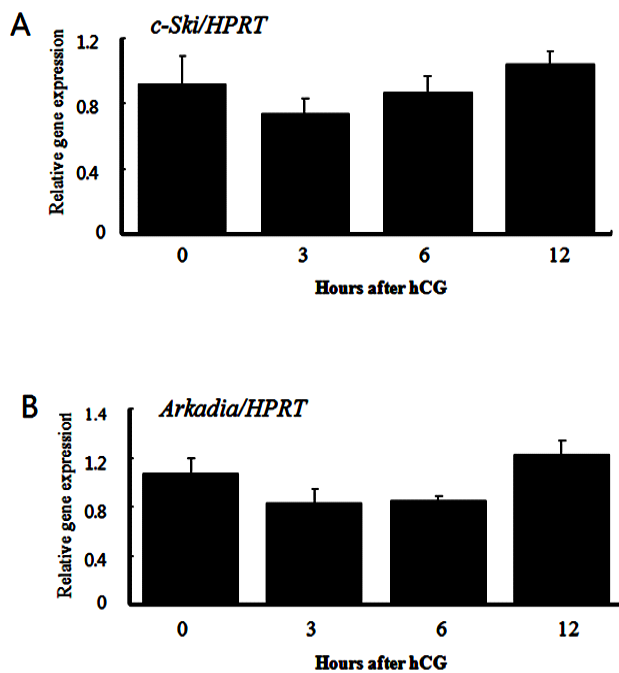 A
c-Ski/HPRT
Relative gene expression
1.2
0.8
0.4
0
0 3 6 12
Hours after hCG
B
Arkadia/HPRT
Relative gene expression
1.4
1.2
0.8
0.4
0
0 3 6 12
Hours after hCG